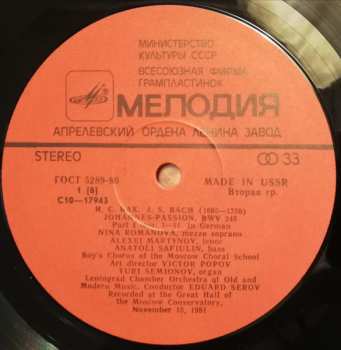 МИНИСТЕРСТВО
КУЛЬТУРЫ СССР
ВСЕСОЮЗНАЯ ФИРМА
ГРАМПЛАСТИНОК
МЕЛОДИЯ
АПРЕЛЕВСКИЙ ОРДЕНА ЛЕНИНА ЗАВОД
STEREO
33
ГОСТ 5289-80
MADE IN USSR
1 (8)
Вторая гр.
С10—17943
И. С. БАХ. J. S. BACH (1685—1750)
JOHANNES-PASSION, BWV 245
Part I in German
NINA ROMANOVA, mezzo soprano
ALEXEI MARTYNOV, tenor
ANATOLI SAFIULIN, bass
Boy's Chorus of the Moscow Choral School
Art director VICTOR POPOV
YURI SEMIONOV, organ
Leningrad Chamber Orchestra of Old and
Modern Music. Conductor EDUARD SEROV
Recorded at the Great Hall of
the Moscow Conservatory,
November 15, 1981